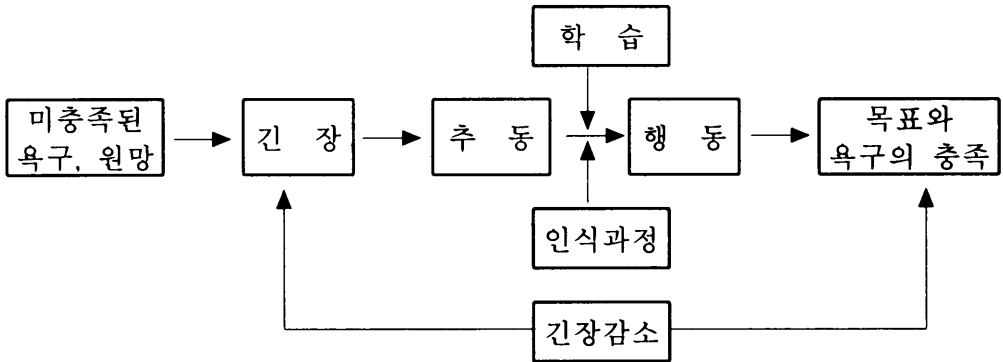 학 습
미충족된
욕구, 원망
긴 장
추 동
행 동
목표와
욕구의 충족
인식과정
긴장감소